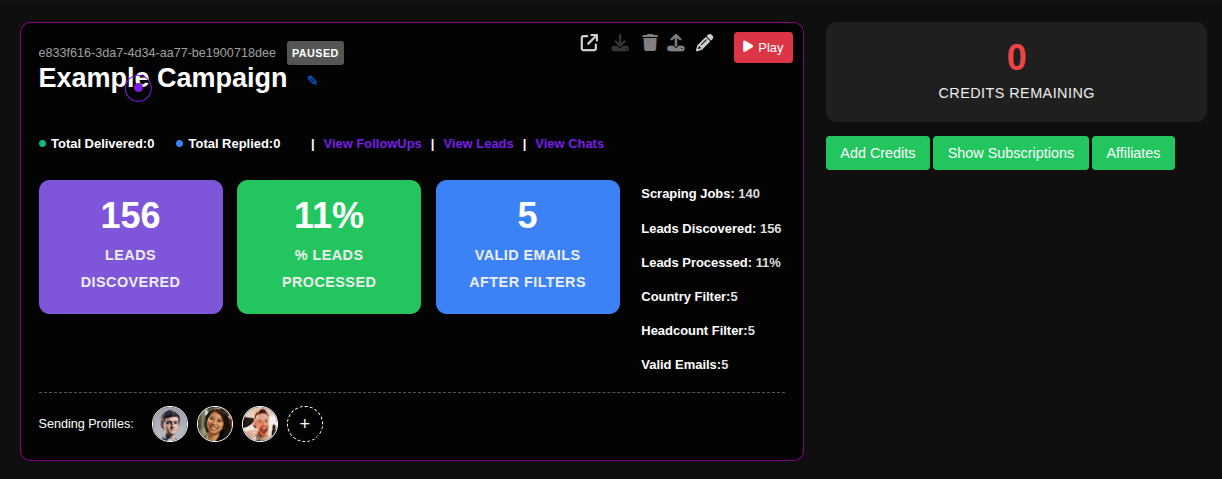 e833f616-3da7-4d34-aa77-be1900718dee PAUSED
Example Campaign
Play
Total Delivered:0 Total Replied:0 | View FollowUps | View Leads | View Chats
156
LEADS
DISCOVERED
11%
% LEADS
PROCESSED
5
VALID EMAILS
AFTER FILTERS
Scraping Jobs: 140
Leads Discovered: 156
Leads Processed: 11%
Country Filter:5
Headcount Filter:5
Valid Emails:5
Sending Profiles: +
0
CREDITS REMAINING
Add Credits Show Subscriptions Affiliates